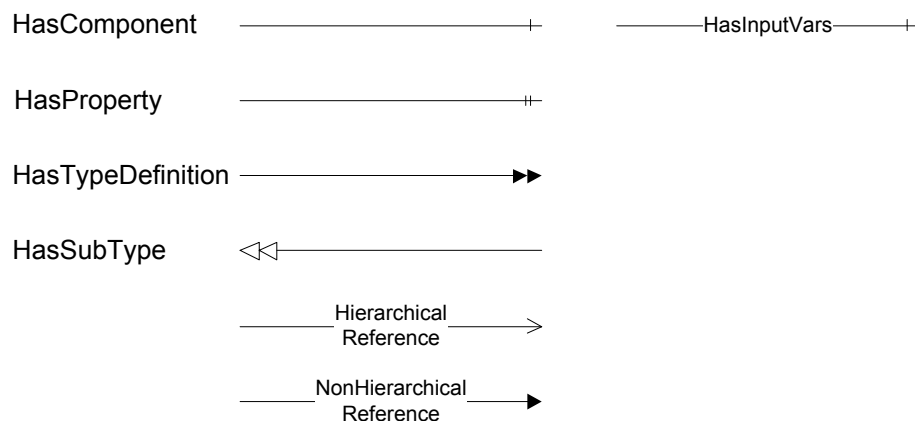 HasComponent
HasInputVars
HasProperty
HasTypeDefinition
HasSubType
Hierarchical
Reference
NonHierarchical
Reference